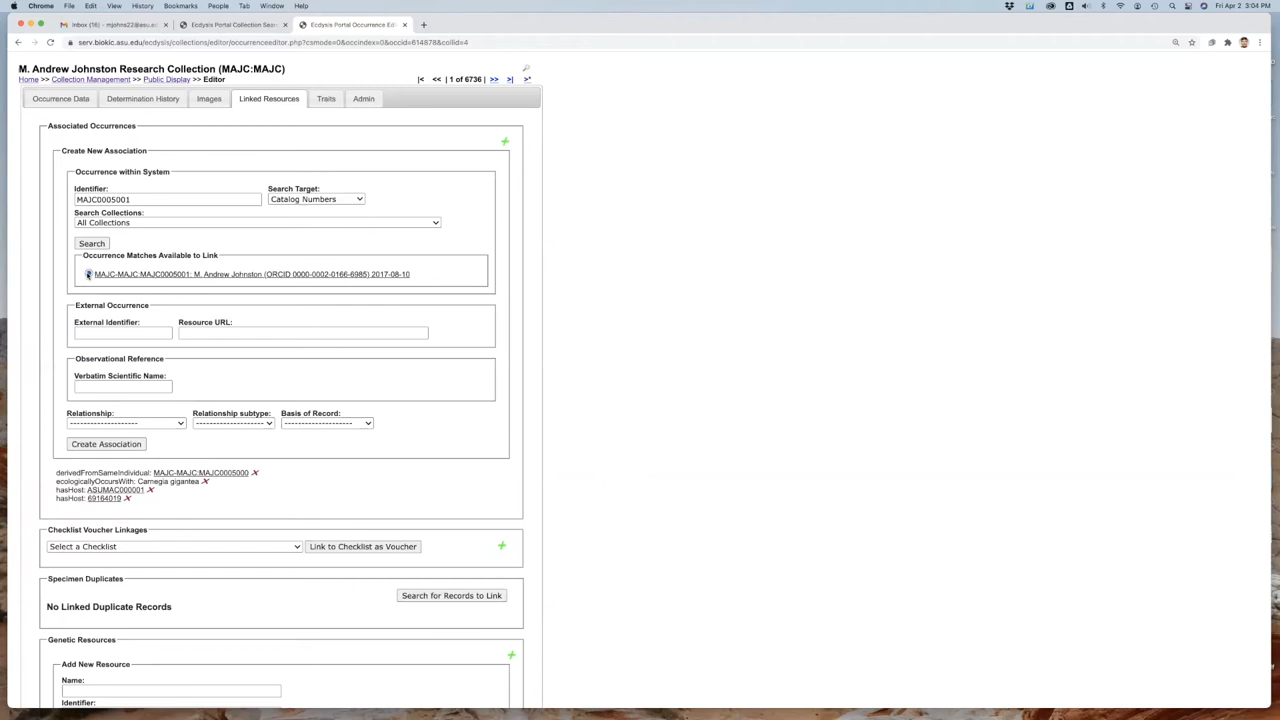 Chrome File Edit View History Bookmarks People Tab Window Help
Fri Apr 2 3:04 PM
Inbox (16) - mjohns22@asu.ed
Ecdysis Portal Collection Sear
Ecdysis Portal Occurrence Edi
serv.biokic.asu.edu/ecdysis/collections/editor/occurrenceeditor.php?csmode=0&occindex=0&occid=614878&collid=4
M. Andrew Johnston Research Collection (MAJC:MAJC)
Home >> Collection Management >> Public Display >> Editor
|< << | 1 of 6736 | >> >| >*
Occurrence Data
Determination History
Images
Linked Resources
Traits
Admin
Associated Occurrences
Create New Association
Occurrence within System
Identifier: Search Target:
MAJC0005001 Catalog Numbers
Search Collections:
All Collections
Search
Occurrence Matches Available to Link
MAJC-MAJC:MAJC0005001: M. Andrew Johnston (ORCID 0000-0002-0166-6985) 2017-08-10
External Occurrence
External Identifier: Resource URL:
Observational Reference
Verbatim Scientific Name:
Relationship: Relationship subtype: Basis of Record:
-------------------- -------------------- --------------------
Create Association
derivedFromSameIndividual: MAJC-MAJC:MAJC0005000
ecologicallyOccursWith: Carnegia gigantea
hasHost: ASUMAC000001
hasHost: 69164019
Checklist Voucher Linkages
Select a Checklist Link to Checklist as Voucher
Specimen Duplicates
Search for Records to Link
No Linked Duplicate Records
Genetic Resources
Add New Resource
Name:
Identifier: